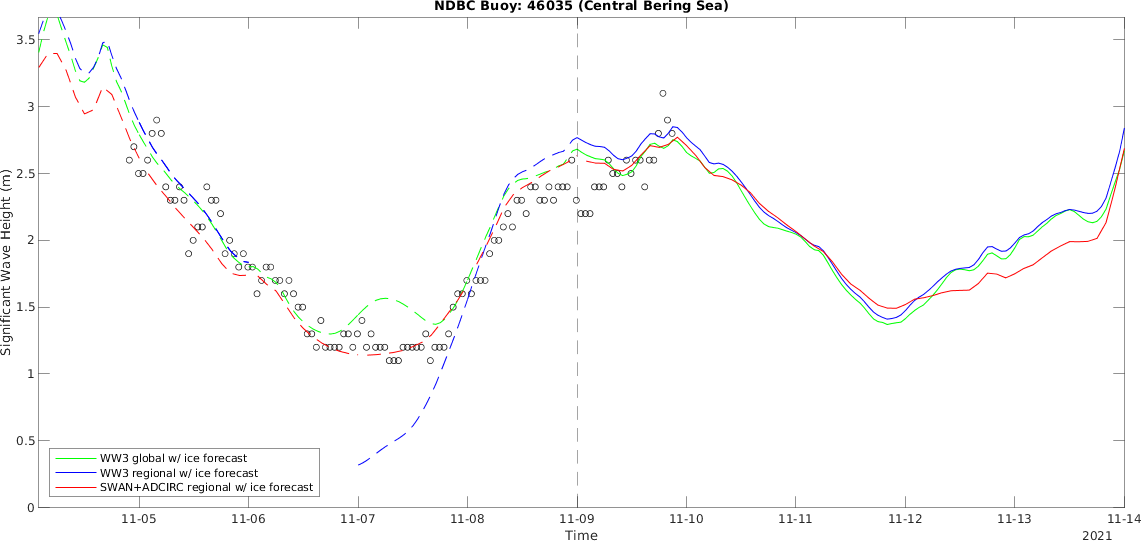 NDBC Buoy: 46035 (Central Bering Sea)
3.5
3
2.5
2
1.5
1
0.5
0
Significant Wave Height (m)
WW3 global w/ ice forecast
WW3 regional w/ ice forecast
SWAN+ADCIRC regional w/ ice forecast
11-05 11-06 11-07 11-08 11-09 11-10 11-11 11-12 11-13 11-14
Time
2021